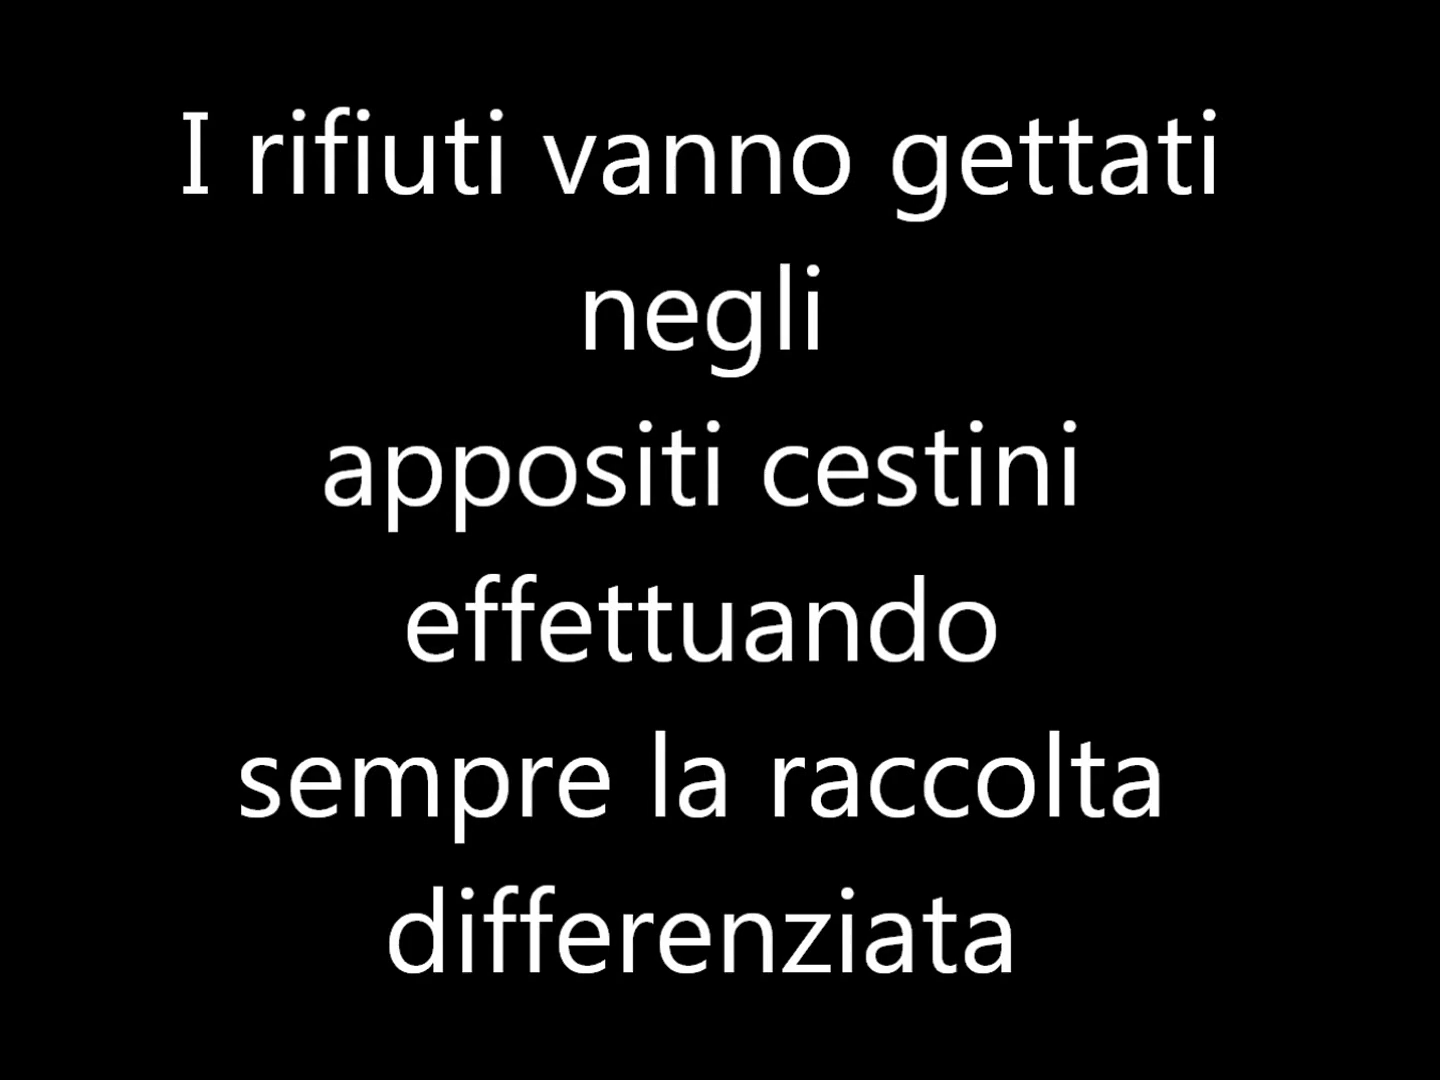 I rifiuti vanno gettati
negli
appositi cestini
effettuando
sempre la raccolta
differenziata